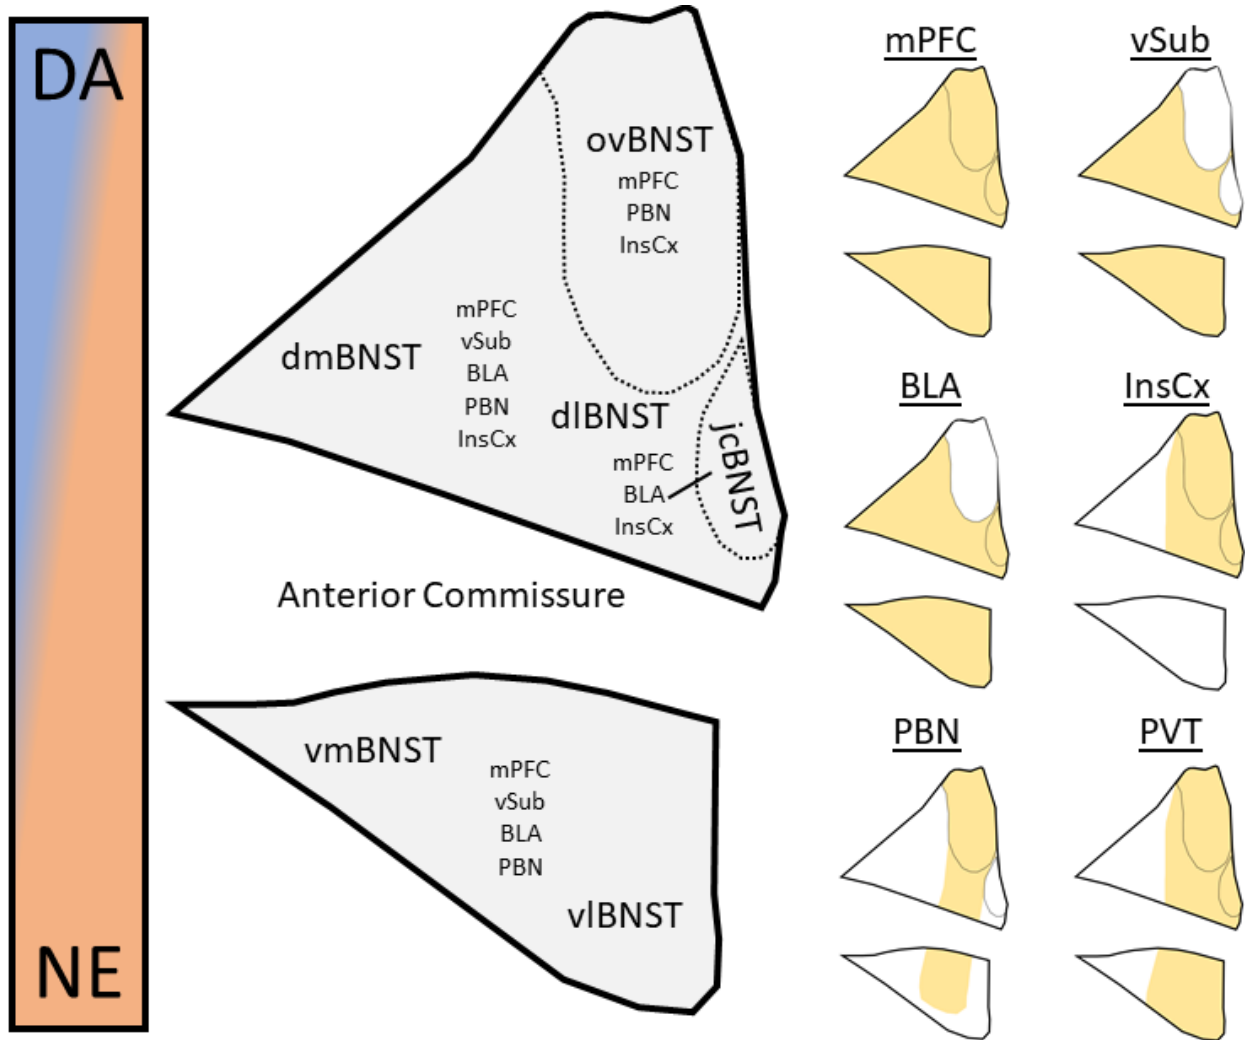 DA
NE
ovBNST
mPFC
PBN
InsCx
dmBNST
mPFC
vSub
BLA
PBN
InsCx
dlBNST
mPFC
BLA
InsCx
jcBNST
Anterior Commissure
vmBNST
mPFC
vSub
BLA
PBN
vlBNST
mPFC
vSub
BLA
InsCx
PBN
PVT